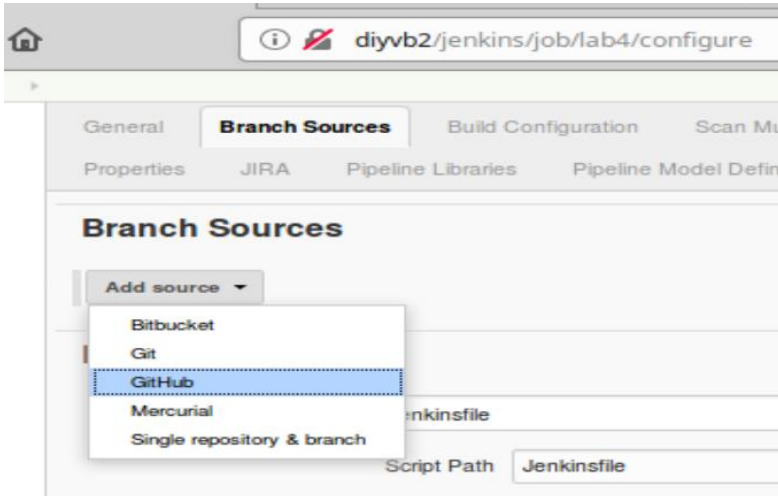 diyvb2/jenkins/job/lab4/configure
General Branch Sources Build Configuration Scan Mu
Properties JIRA Pipeline Libraries Pipeline Model Defin
Branch Sources
Add source
Bitbucket
Git
GitHub
Mercurial
Single repository & branch
enkinsfile
Script Path Jenkinsfile